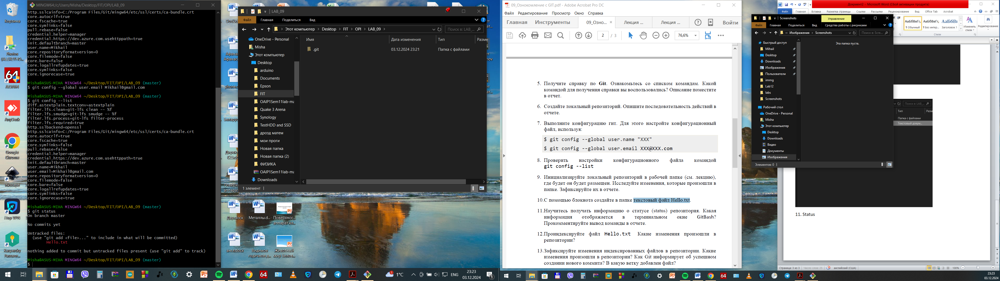 MINGW64:/c/Users/Misha/Desktop/FIT/OPI/LAB_09
http.sslcainfo=C:/Program Files/Git/mingw64/etc/ssl/certs/ca-bundle.crt
core.autocrlf=true
core.fscache=true
core.symlinks=false
pull.rebase=false
credential.helper=manager
credential.https://dev.azure.com.usehttppath=true
init.defaultbranch=master
user.name=Mikhail
core.repositoryformatversion=0
core.filemode=false
core.bare=false
core.logallrefupdates=true
core.symlinks=false
core.ignorecase=true
Misha@ASUS-MIHA MINGW64 ~/Desktop/FIT/OPI/LAB_09 (master)
$ git config --global user.email Mikhail@gmail.com
Misha@ASUS-MIHA MINGW64 ~/Desktop/FIT/OPI/LAB_09 (master)
$ git config --list
diff.astextplain.textconv=astextplain
filter.lfs.clean=git-lfs clean -- %f
filter.lfs.smudge=git-lfs smudge -- %f
filter.lfs.process=git-lfs filter-process
filter.lfs.required=true
http.sslbackend=openssl
http.sslcainfo=C:/Program Files/Git/mingw64/etc/ssl/certs/ca-bundle.crt
core.autocrlf=true
core.fscache=true
core.symlinks=false
pull.rebase=false
credential.helper=manager
credential.https://dev.azure.com.usehttppath=true
init.defaultbranch=master
user.name=Mikhail
user.email=Mikhail@gmail.com
core.repositoryformatversion=0
core.filemode=false
core.bare=false
core.logallrefupdates=true
core.symlinks=false
core.ignorecase=true
Misha@ASUS-MIHA MINGW64 ~/Desktop/FIT/OPI/LAB_09 (master)
$ git status
On branch master
No commits yet
Untracked files:
(use "git add <file>..." to include in what will be committed)
Hello.txt
nothing added to commit but untracked files present (use "git add" to track)
Misha@ASUS-MIHA MINGW64 ~/Desktop/FIT/OPI/LAB_09 (master)
$
Корзина
Photos
(ALEXEYHO...
AIDA64
AnyDesk
Google
Chrome
Inkscape
Пор VPN
Kaspersky
Passwor...
Doc2.d
phone.d
Дар.docx
Металлы.d...
Поверхнос...
аппарат кл...
англ.docx
Видимое
годичное д...
Животный
мир Белов...
LAB_09
Файл Главная Поделиться Вид
Этот компьютер Desktop FIT OPI LAB_09
Поиск в: LAB_...
Имя Дата изменения Тип Разме
.git 03.12.2024 23:21 Папка с файлами
OneDrive - Personal
Misha
Этот компьютер
Desktop
arduino
Documents
Epson
FIT
OAIP1Sem11lab-ma
Quake 3 Arena
Synology
TestHDD and SSD
дрозд матем
мои проги
Новая папка
Новая папка (2)
ФИЗИКА
OAIP1Sem11lab-ma
Downloads
1 элемент
1°C
ENG
23:23
03.12.2024
1
09_Ознокомление с GIT.pdf - Adobe Acrobat Pro DC
Файл Редактирование Просмотр Окно Справка
Главная Инструменты 09_Озно... Лекция ... Лекция ... Войти
2 / 3 76,6%
5. Получите справку по Git. Ознакомьтесь со списком командам. Какой
командой для получения справки вы воспользовались? Описание поместите
в отчет.
6. Создайте локальный репозиторий. Опишите последовательность действий в
отчете.
7. Выполните конфигурацию гит. Для этого настройте конфигурационный
файл, используя:
$ git config --global user.name "XXX"
$ git config --global user.email XXX@XXX.com
8. Проверить настройки конфигурационного файла командой
git config --list
9. Инициализируйте локальный репозиторий в рабочей папке (см. лекцию),
где будет он будет размещен. Исследуйте изменения, которые произошли в
папке. Зафиксируйте их в отчете.
10. С помощью блокнота создайте в папке текстовый файл Hello.txt.
11. Научитесь получать информацию о статусе (status) репозитория. Какая
информация отображается в терминальном окне GitBash?
Прокомментируйте вывод команды в отчете.
12. Проиндексируйте файл Hello.txt Какие изменения произошли в
репозитории?
13. Зафиксируйте изменения индексированных файлов в репозитории. Какие
изменения произошли в репозитории? Как Git информирует об успешном
создании нового коммита? В какую ветку добавлен файл?
Документ2 - Microsoft Word (Сбой активации продукта)
Файл Главная Вставка Разметка страницы Ссылки Рассылки Рецензирование Вид Office Tab Acrobat
АаБбВвГг, АаБбВвГг, АаБбВв
¶ Обычный ¶ Без интер... Заголовок 1
Изменить
стили
Редактирование
Стили
Screenshots
Управление
Файл Главная Поделиться Вид Средства работы с рисунками
Изображения Screenshots
Поиск в: Scre...
Эта папка пуста.
Быстрый доступ
Mihail
Desktop
Downloads
Изображения
Пользователи
immg
Lab12
labs
Screenshots
Рабочий стол
OneDrive - Personal
Misha
Этот компьютер
Desktop
Downloads
Видео
Документы
Изображения
Элементов: 0
Поиск в: LAB_...
Тип Разм
Папка с файлами
Текстовый докум...
11. Status
Страница: 3 из 3 Число слов: 25 английский (США) 100%
23:23
03.12.2024